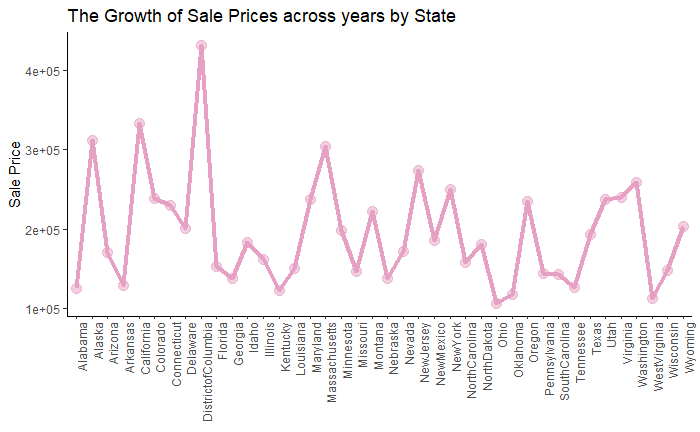 The Growth of Sale Prices across years by State
Sale Price
4e+05
3e+05
2e+05
1e+05
Alabama
Alaska
Arizona
Arkansas
California
Colorado
Connecticut
Delaware
DistrictofColumbia
Florida
Georgia
Idaho
Illinois
Kentucky
Louisiana
Maryland
Massachusetts
Minnesota
Missouri
Montana
Nebraska
Nevada
NewJersey
NewMexico
NewYork
NorthCarolina
NorthDakota
Ohio
Oklahoma
Oregon
Pennsylvania
SouthCarolina
Tennessee
Texas
Utah
Virginia
Washington
WestVirginia
Wisconsin
Wyoming